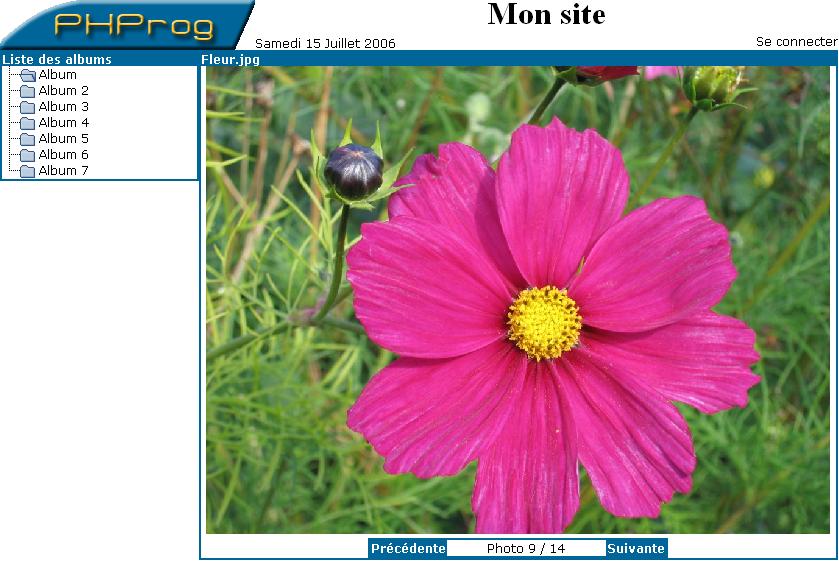 PHProg
Mon site
Samedi 15 Juillet 2006
Se connecter
Liste des albums
Album
Album 2
Album 3
Album 4
Album 5
Album 6
Album 7
Fleur.jpg
Précédente Photo 9 / 14 Suivante